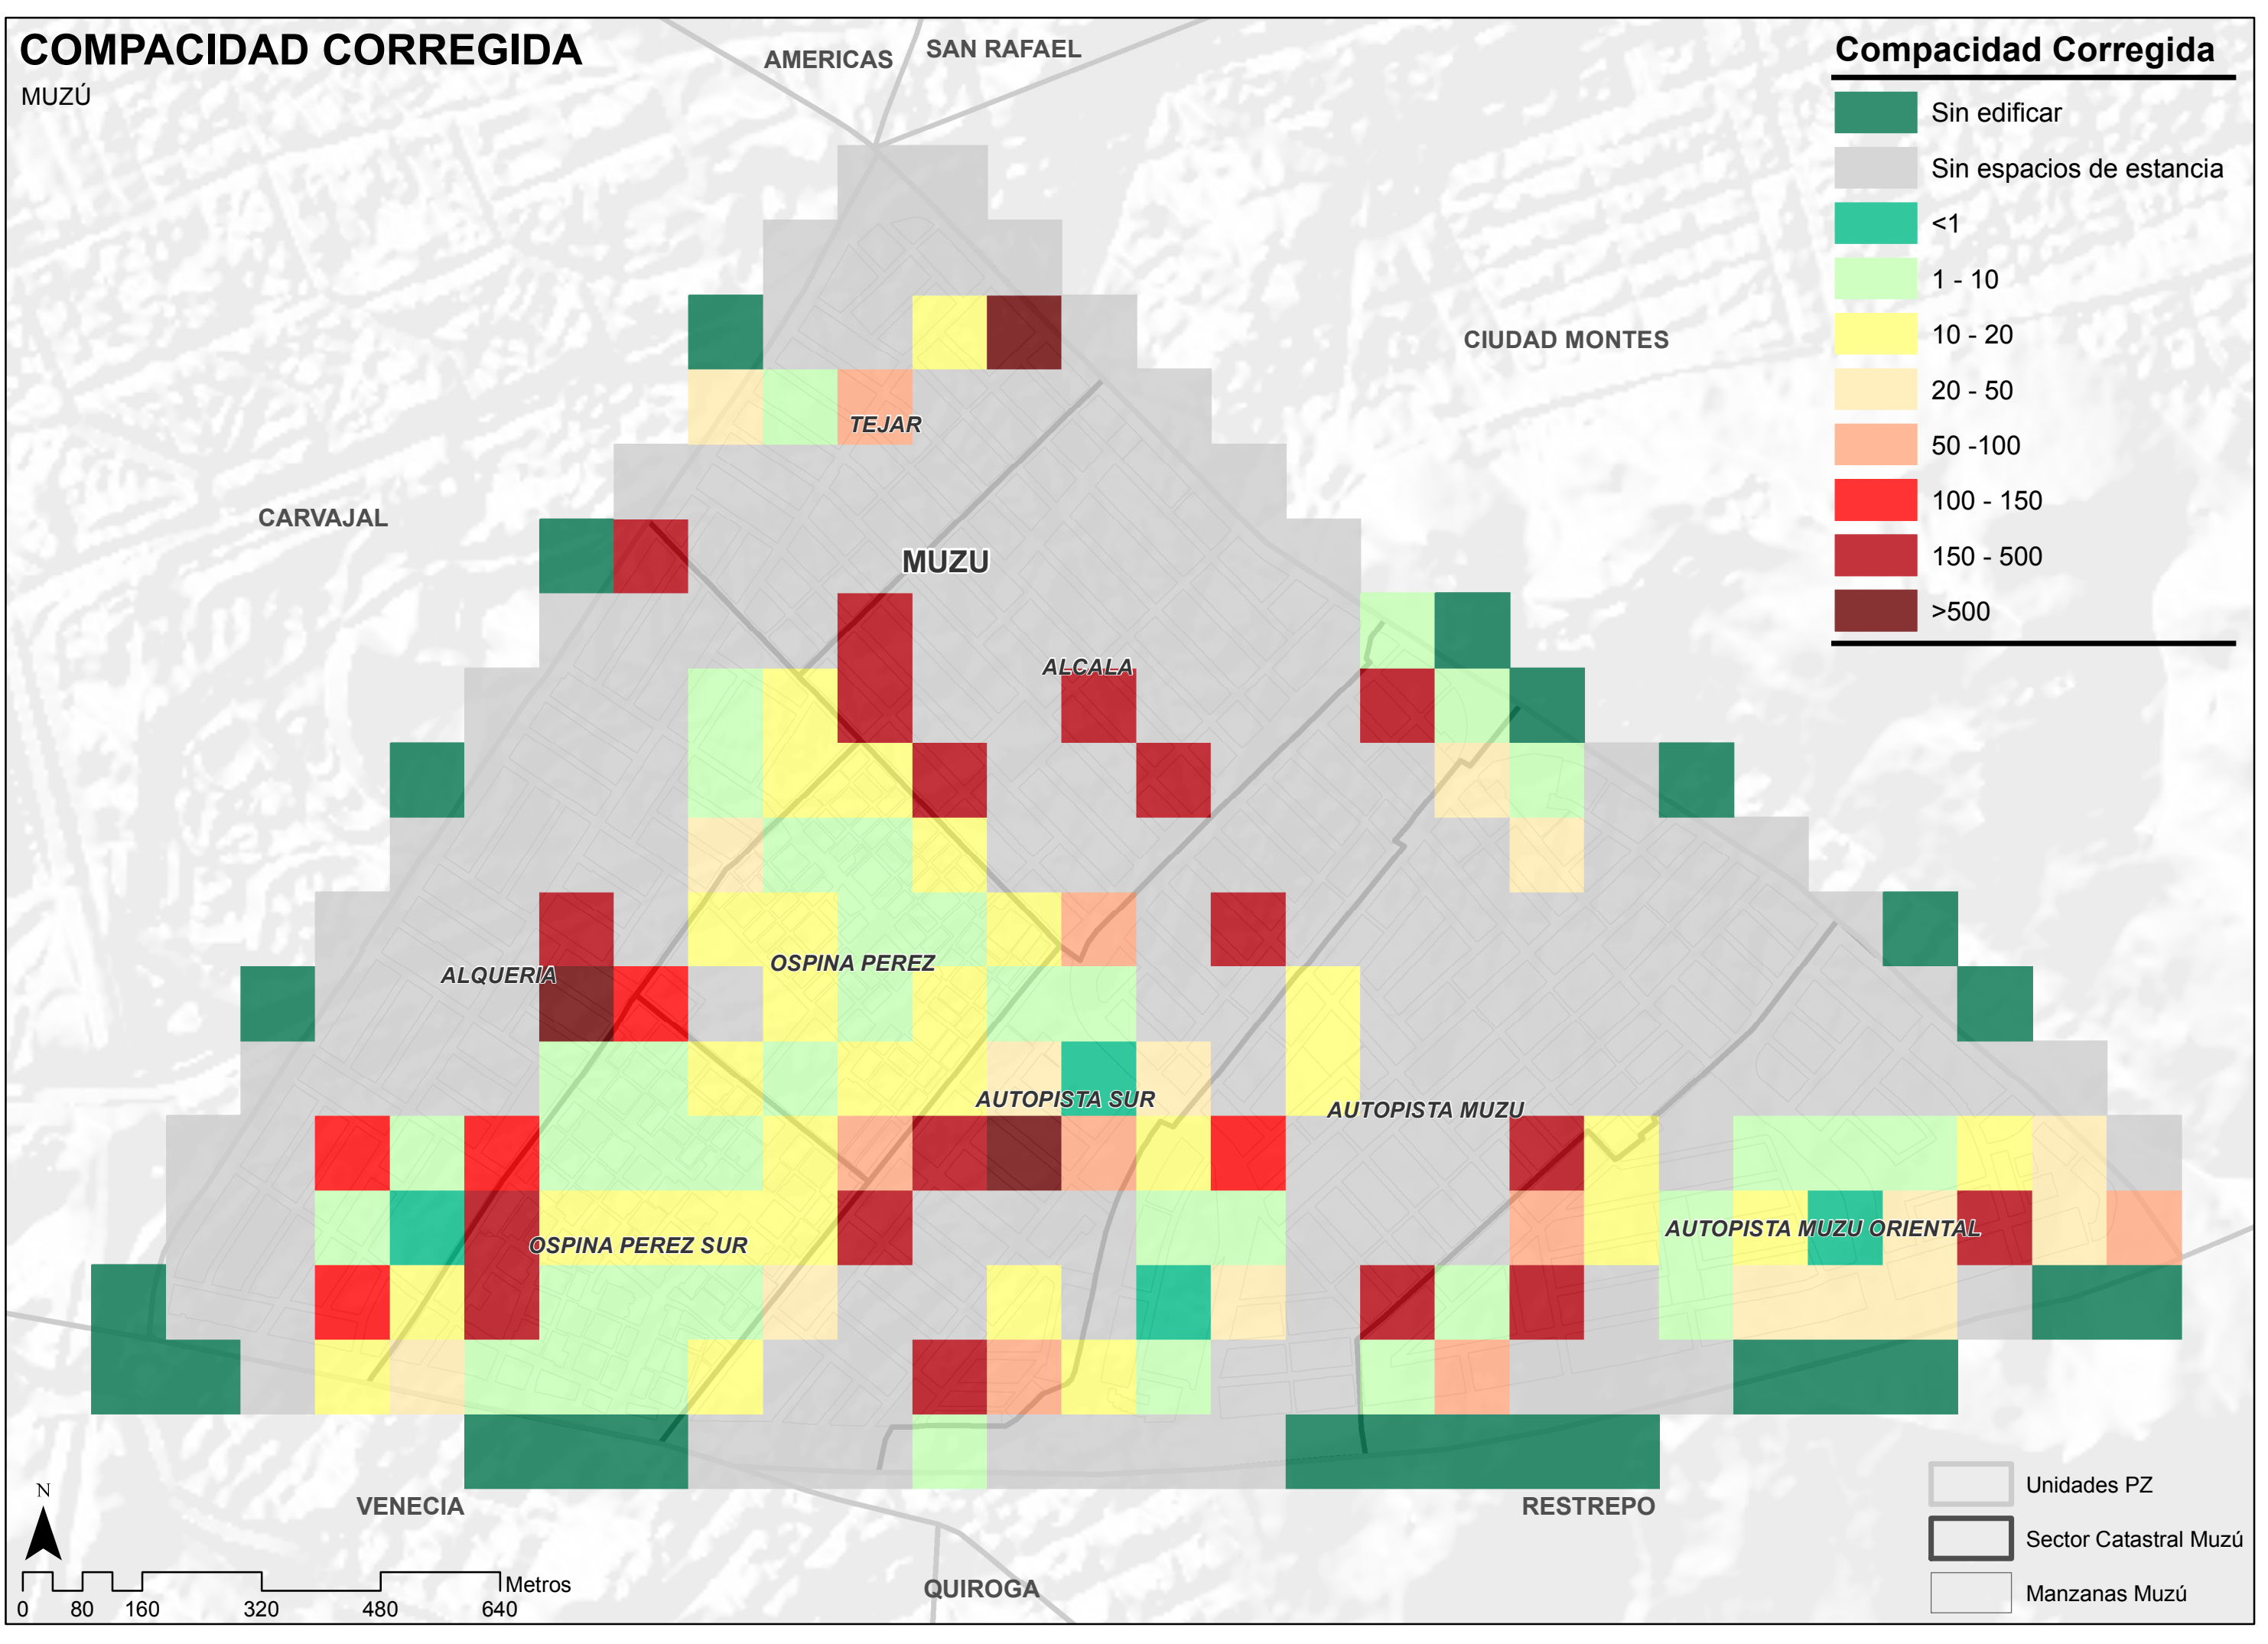 COMPACIDAD CORREGIDA
MUZÚ
AMERICAS
SAN RAFAEL
Compacidad Corregida
Sin edificar
Sin espacios de estancia
<1
1 - 10
10 - 20
20 - 50
50 -100
100 - 150
150 - 500
>500
CIUDAD MONTES
TEJAR
CARVAJAL
MUZU
ALCALA
OSPINA PEREZ
ALQUERIA
AUTOPISTA SUR
AUTOPISTA MUZU
AUTOPISTA MUZU ORIENTAL
OSPINA PEREZ SUR
VENECIA
RESTREPO
QUIROGA
N
Metros
0 80 160 320 480 640
Unidades PZ
Sector Catastral Muzú
Manzanas Muzú